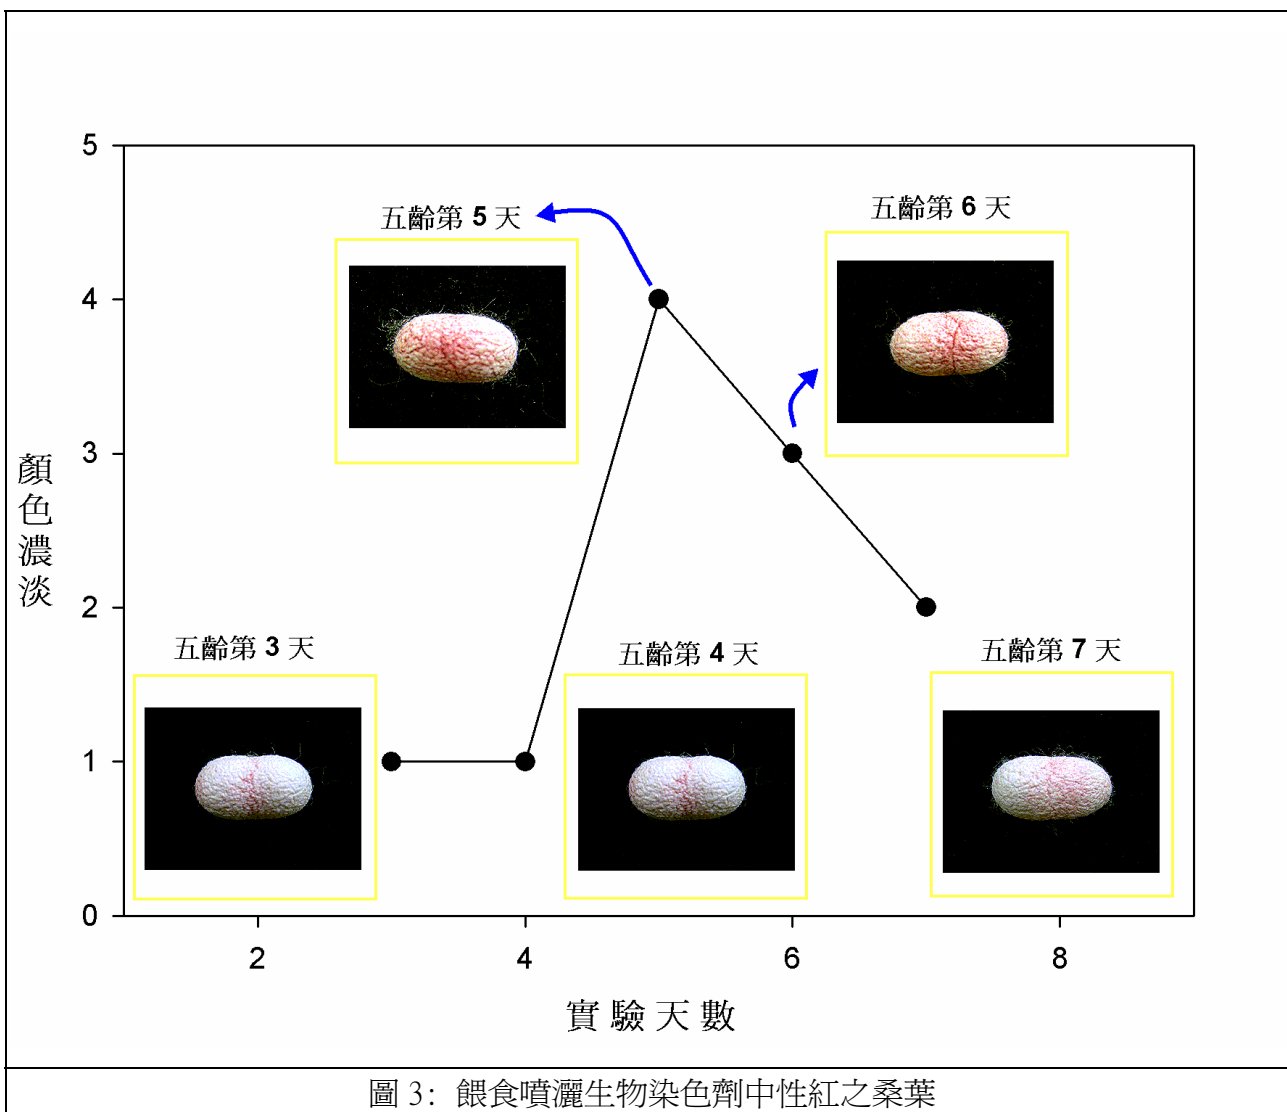 5
五齡第 5 天
五齡第 6 天
4
3
顏色濃淡
2
五齡第 3 天
五齡第 4 天
五齡第 7 天
1
0
2 4 6 8
實驗天數
圖 3: 餵食噴灑生物染色劑中性紅之桑葉